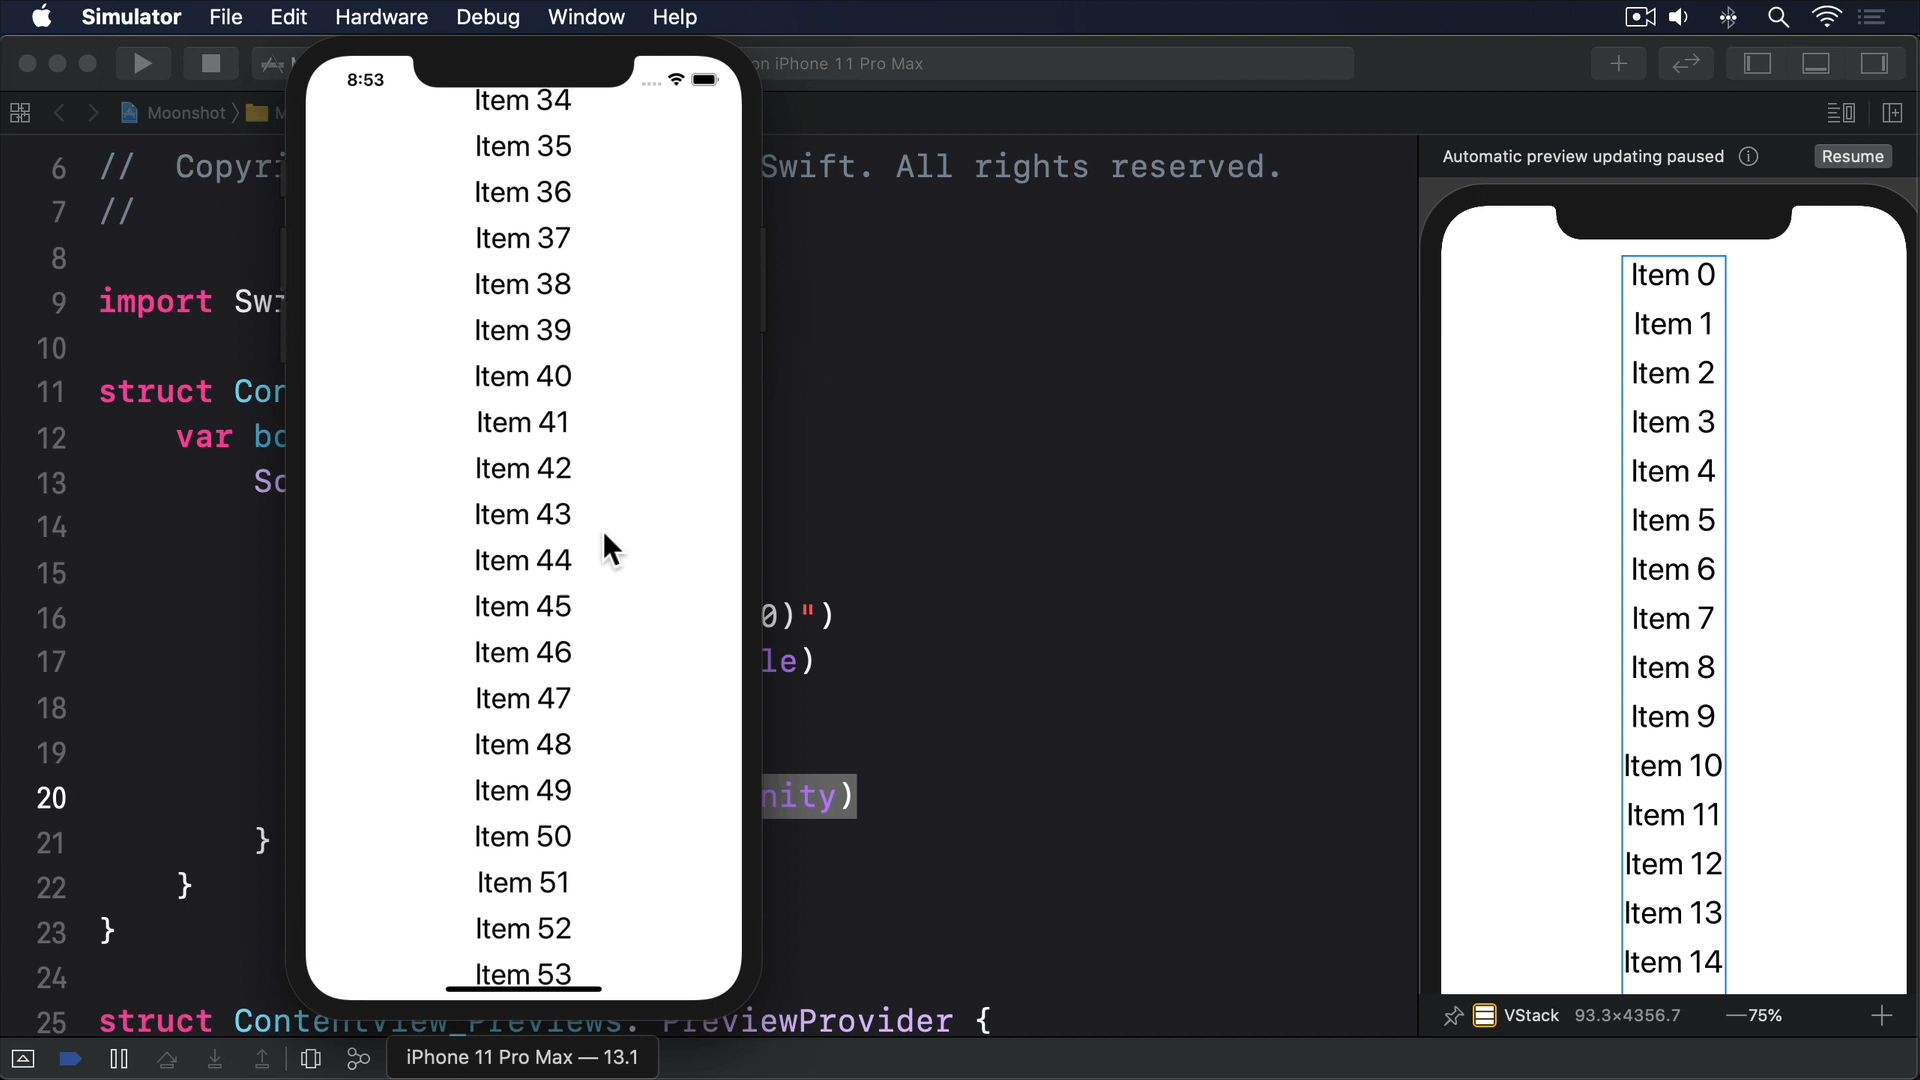 Simulator File Edit Hardware Debug Window Help
on iPhone 11 Pro Max
Moonshot
Automatic preview updating paused Resume
8:53
Item 34
Item 35
Item 36
Item 37
Item 38
Item 39
Item 40
Item 41
Item 42
Item 43
Item 44
Item 45
Item 46
Item 47
Item 48
Item 49
Item 50
Item 51
Item 52
Item 53
6 // Copyri Swift. All rights reserved.
7 //
8
9 import Swi
10
11 struct Con
12 var bo
13 Sc
14
15
16 0)")
17 le)
18
19
20 nity)
21 }
22 }
23 }
24
25 struct ContentView_Previews: PreviewProvider {
Item 0
Item 1
Item 2
Item 3
Item 4
Item 5
Item 6
Item 7
Item 8
Item 9
Item 10
Item 11
Item 12
Item 13
Item 14
VStack 93.3x4356.7 — 75% +
iPhone 11 Pro Max — 13.1